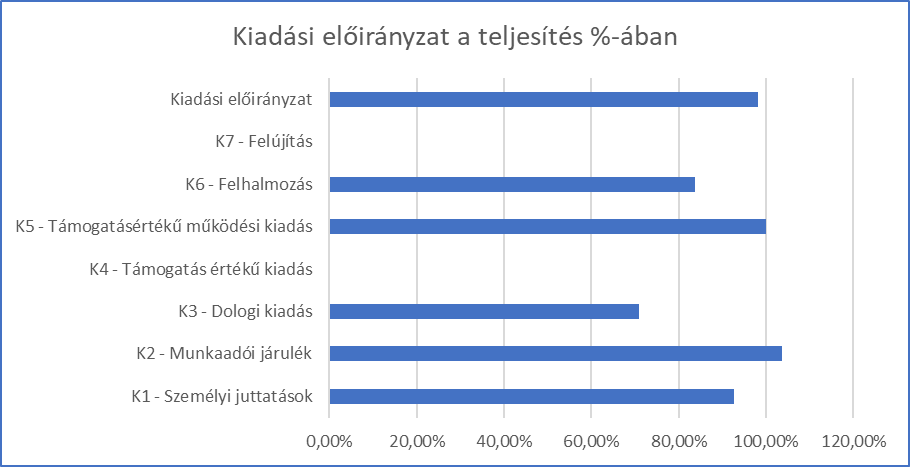 Kiadási előirányzat a teljesítés %-ában
Kiadási előirányzat
K7 - Felújítás
K6 - Felhalmozás
K5 - Támogatásértékű működési kiadás
K4 - Támogatás értékű kiadás
K3 - Dologi kiadás
K2 - Munkaadói járulék
K1 - Személyi juttatások
0,00% 20,00% 40,00% 60,00% 80,00% 100,00% 120,00%